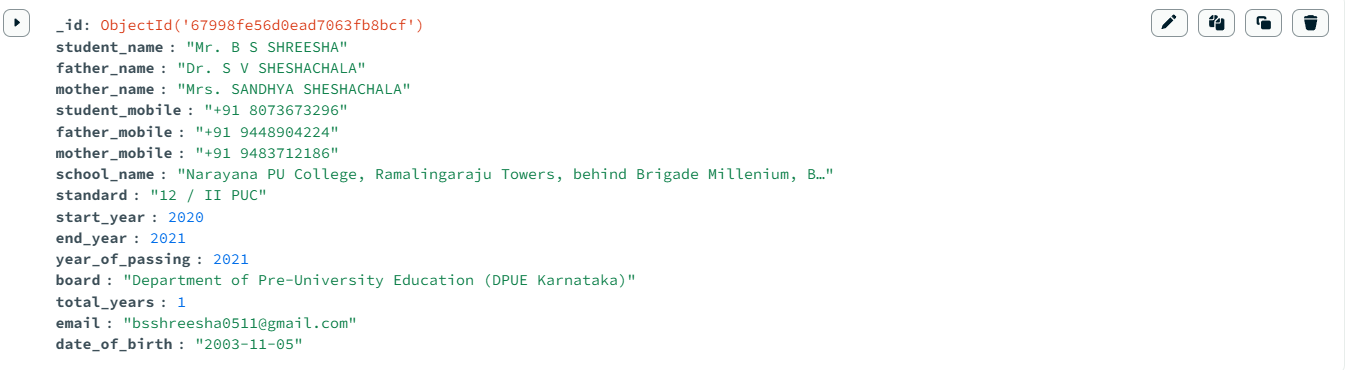 _id: ObjectId('67998fe56d0ead7063fb8bcf')
student_name : "Mr. B S SHREESHA"
father_name : "Dr. S V SHESHACHALA"
mother_name : "Mrs. SANDHYA SHESHACHALA"
student_mobile : "+91 8073673296"
father_mobile : "+91 9448904224"
mother_mobile : "+91 9483712186"
school_name : "Narayana PU College, Ramalingaraju Towers, behind Brigade Millenium, B…"
standard : "12 / II PUC"
start_year : 2020
end_year : 2021
year_of_passing : 2021
board : "Department of Pre-University Education (DPUE Karnataka)"
total_years : 1
email : "bsshreesha0511@gmail.com"
date_of_birth : "2003-11-05"